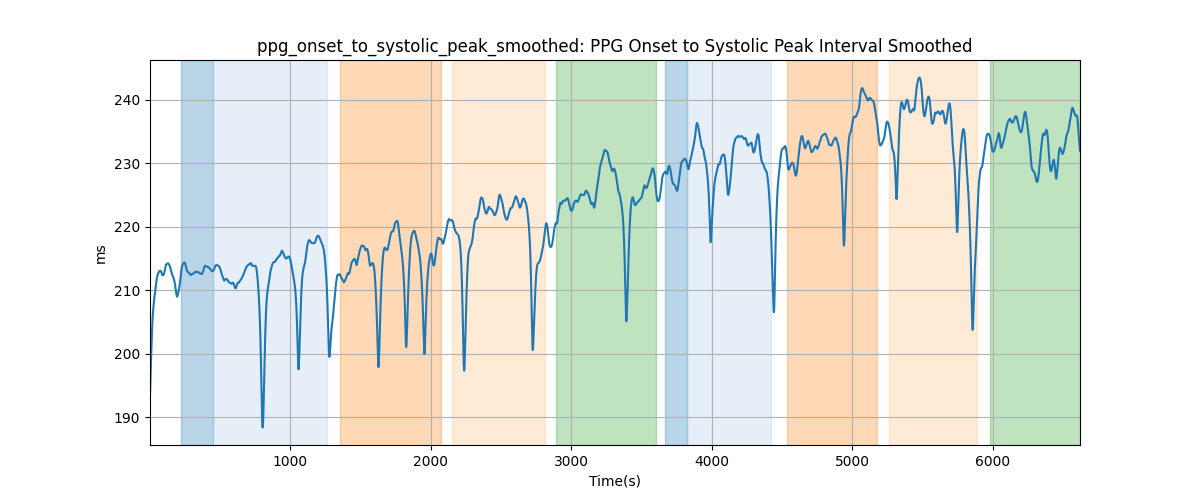 ppg_onset_to_systolic_peak_smoothed: PPG Onset to Systolic Peak Interval Smoothed
240
230
220
210
200
190
ms
1000 2000 3000 4000 5000 6000
Time(s)